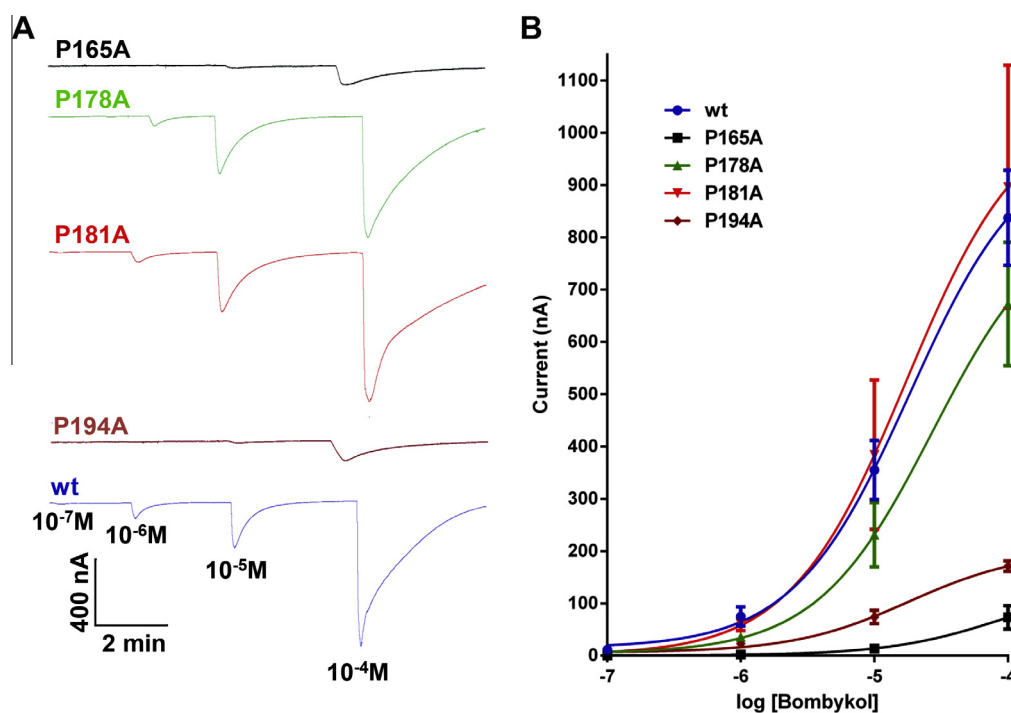 A
P165A
P178A
P181A
P194A
wt
10-7M
10-6M
10-5M
10-4M
400 nA
2 min
B
1100
1000
900
800
700
600
500
400
300
200
100
0
Current (nA)
wt
P165A
P178A
P181A
P194A
-7
-6
-5
-4
log [Bombykol]